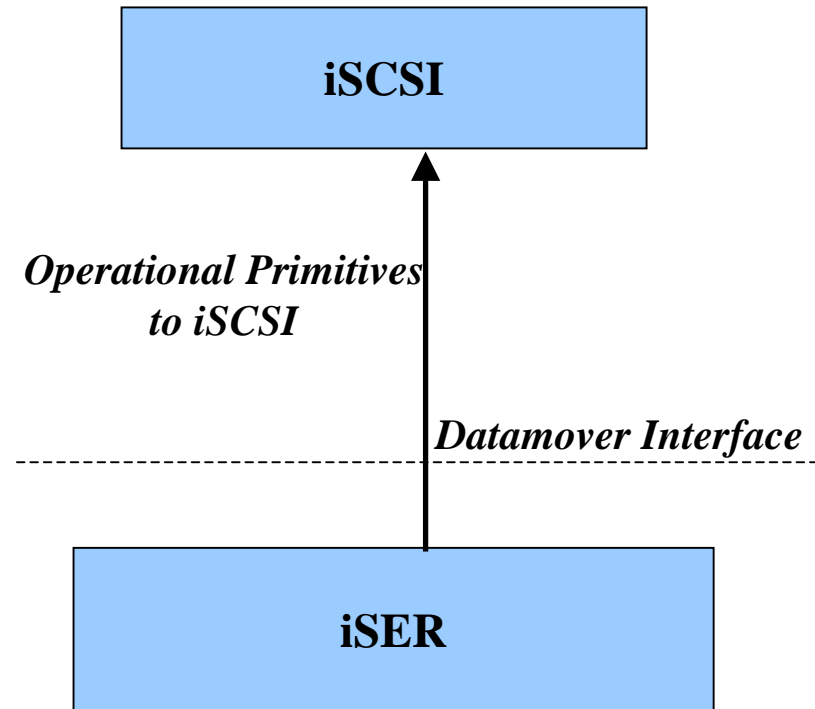 iSCSI
Operational Primitives
to iSCSI
Datamover Interface
iSER